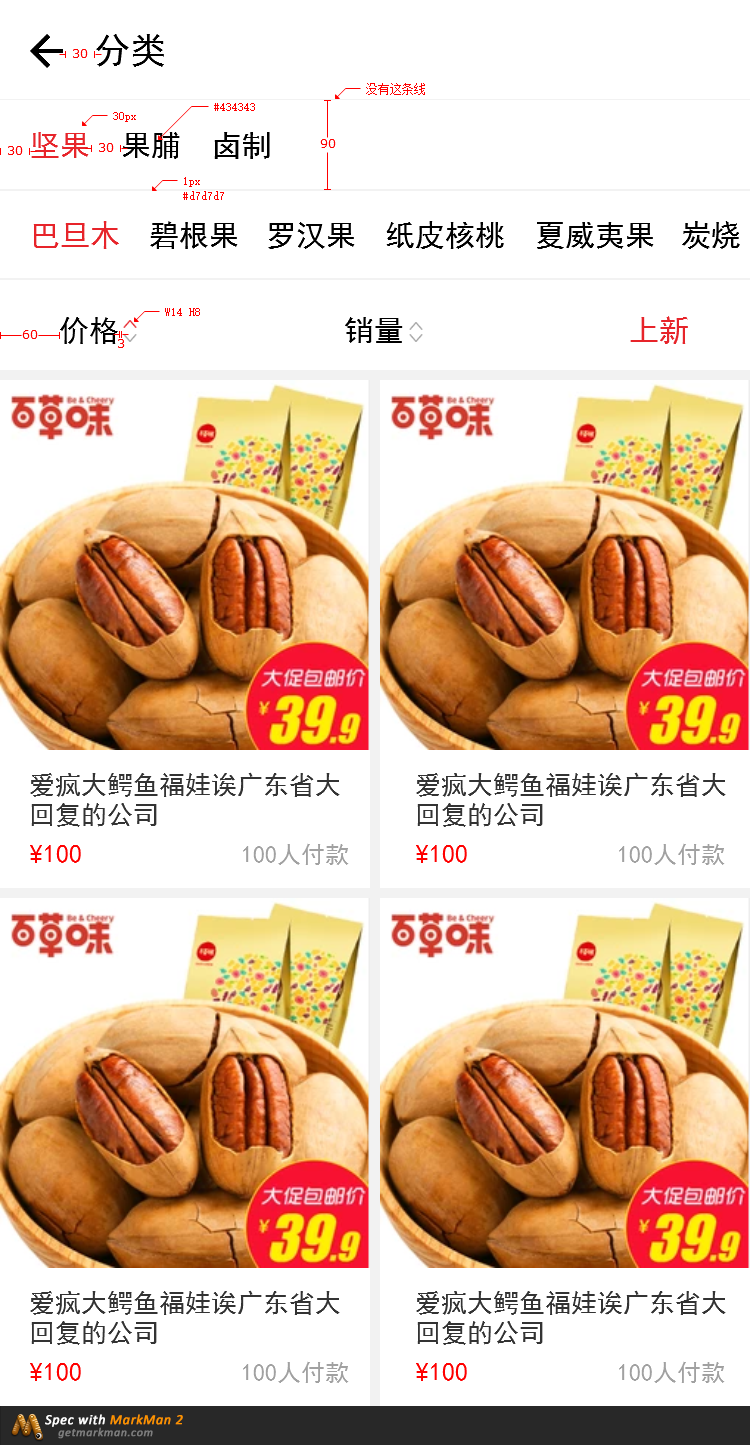 30 分类
没有这条线
30px
#434343
30 坚果 30 果脯 卤制 90
1px
#d7d7d7
巴旦木 碧根果 罗汉果 纸皮核桃 夏威夷果 炭烧
W14 H8
60 价格 3 销量 上新
Be & Cheery
百草味
大促包邮价
¥39.9
Be & Cheery
百草味
大促包邮价
¥39.9
爱疯大鳄鱼福娃诶广东省大
回复的公司
¥100 100人付款
爱疯大鳄鱼福娃诶广东省大
回复的公司
¥100 100人付款
Be & Cheery
百草味
大促包邮价
¥39.9
Be & Cheery
百草味
大促包邮价
¥39.9
爱疯大鳄鱼福娃诶广东省大
回复的公司
¥100 100人付款
爱疯大鳄鱼福娃诶广东省大
回复的公司
¥100 100人付款
Spec with MarkMan 2
getmarkman.com